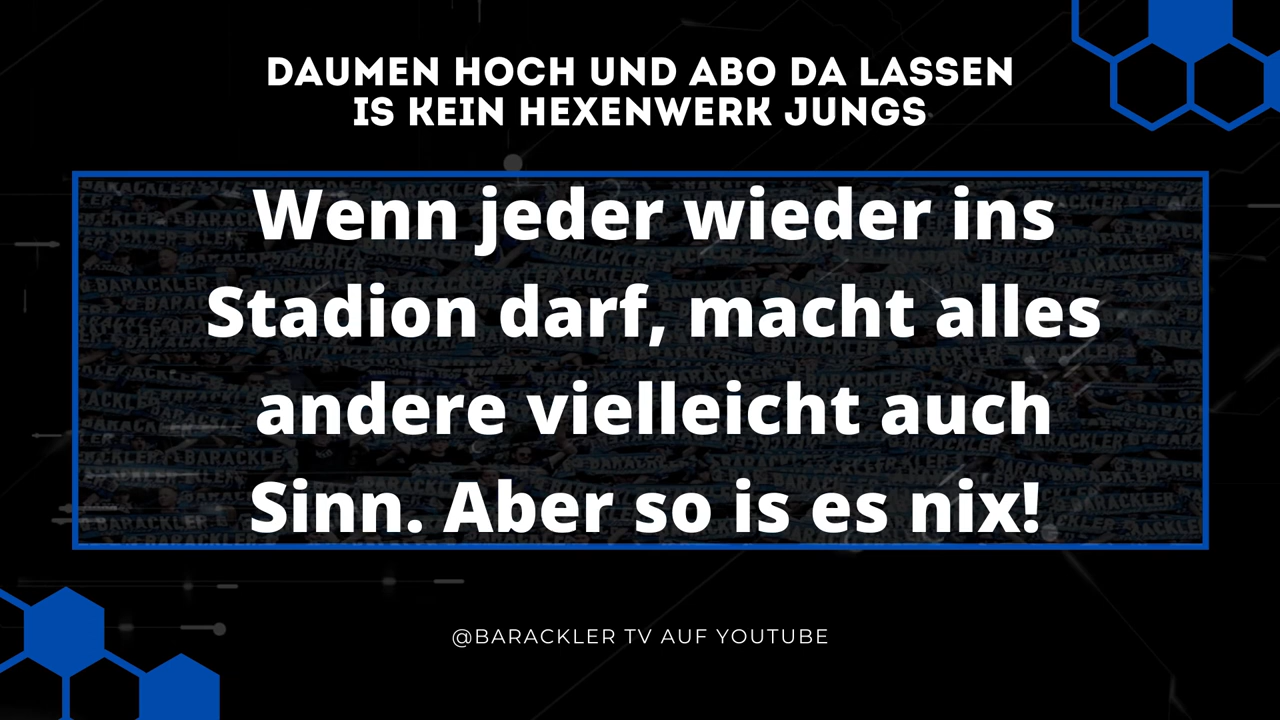 DAUMEN HOCH UND ABO DA LASSEN
IS KEIN HEXENWERK JUNGS
Wenn jeder wieder ins
Stadion darf, macht alles
andere vielleicht auch
Sinn. Aber so is es nix!
@BARACKLER TV AUF YOUTUBE